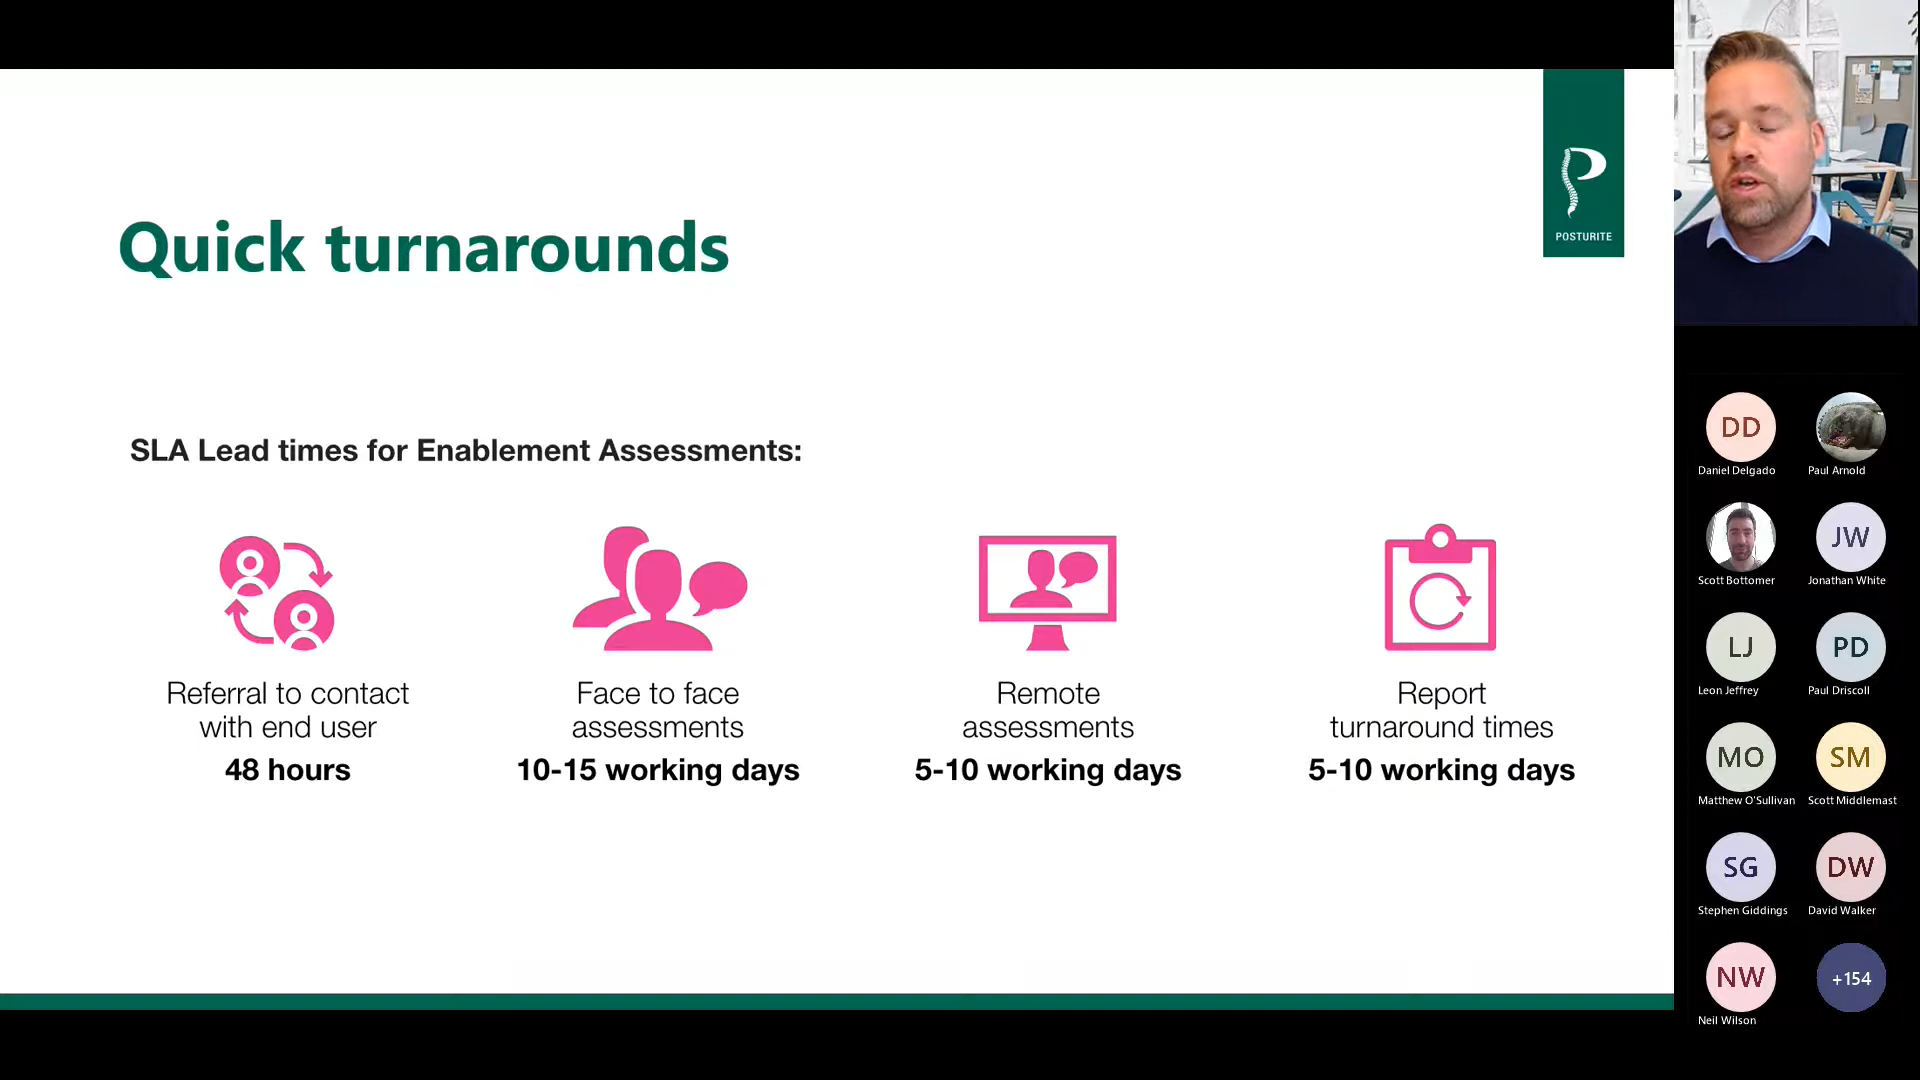 POSTURITE
Quick turnarounds
SLA Lead times for Enablement Assessments:
Referral to contact
with end user
48 hours
Face to face
assessments
10-15 working days
Remote
assessments
5-10 working days
Report
turnaround times
5-10 working days
DD
Daniel Delgado
Paul Arnold
Scott Bottomer
JW
Jonathan White
LJ
Leon Jeffrey
PD
Paul Driscoll
MO
Matthew O'Sullivan
SM
Scott Middlemast
SG
Stephen Giddings
DW
David Walker
NW
Neil Wilson
+154